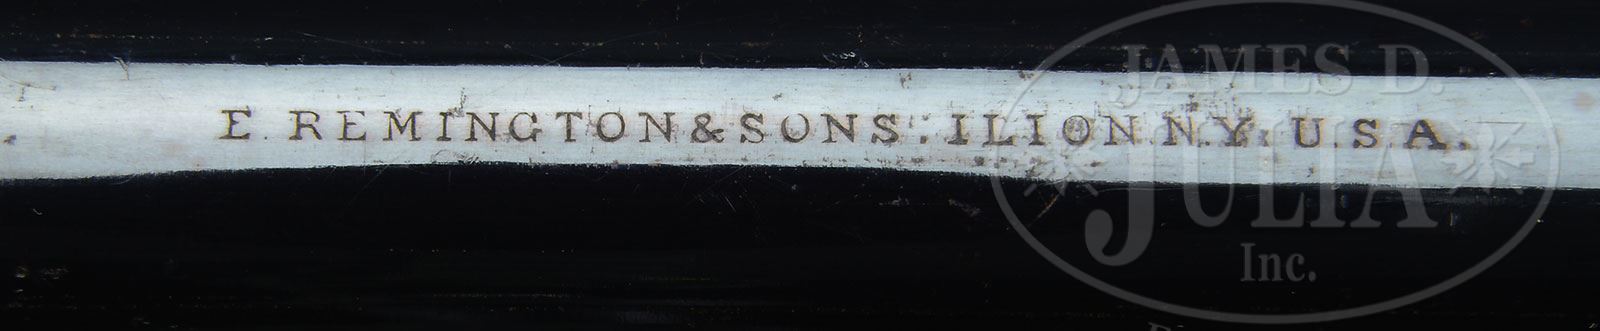 E. REMINGTON & SONS. ILION. N.Y. U.S.A.
JAMES D.
JULIA
Inc.